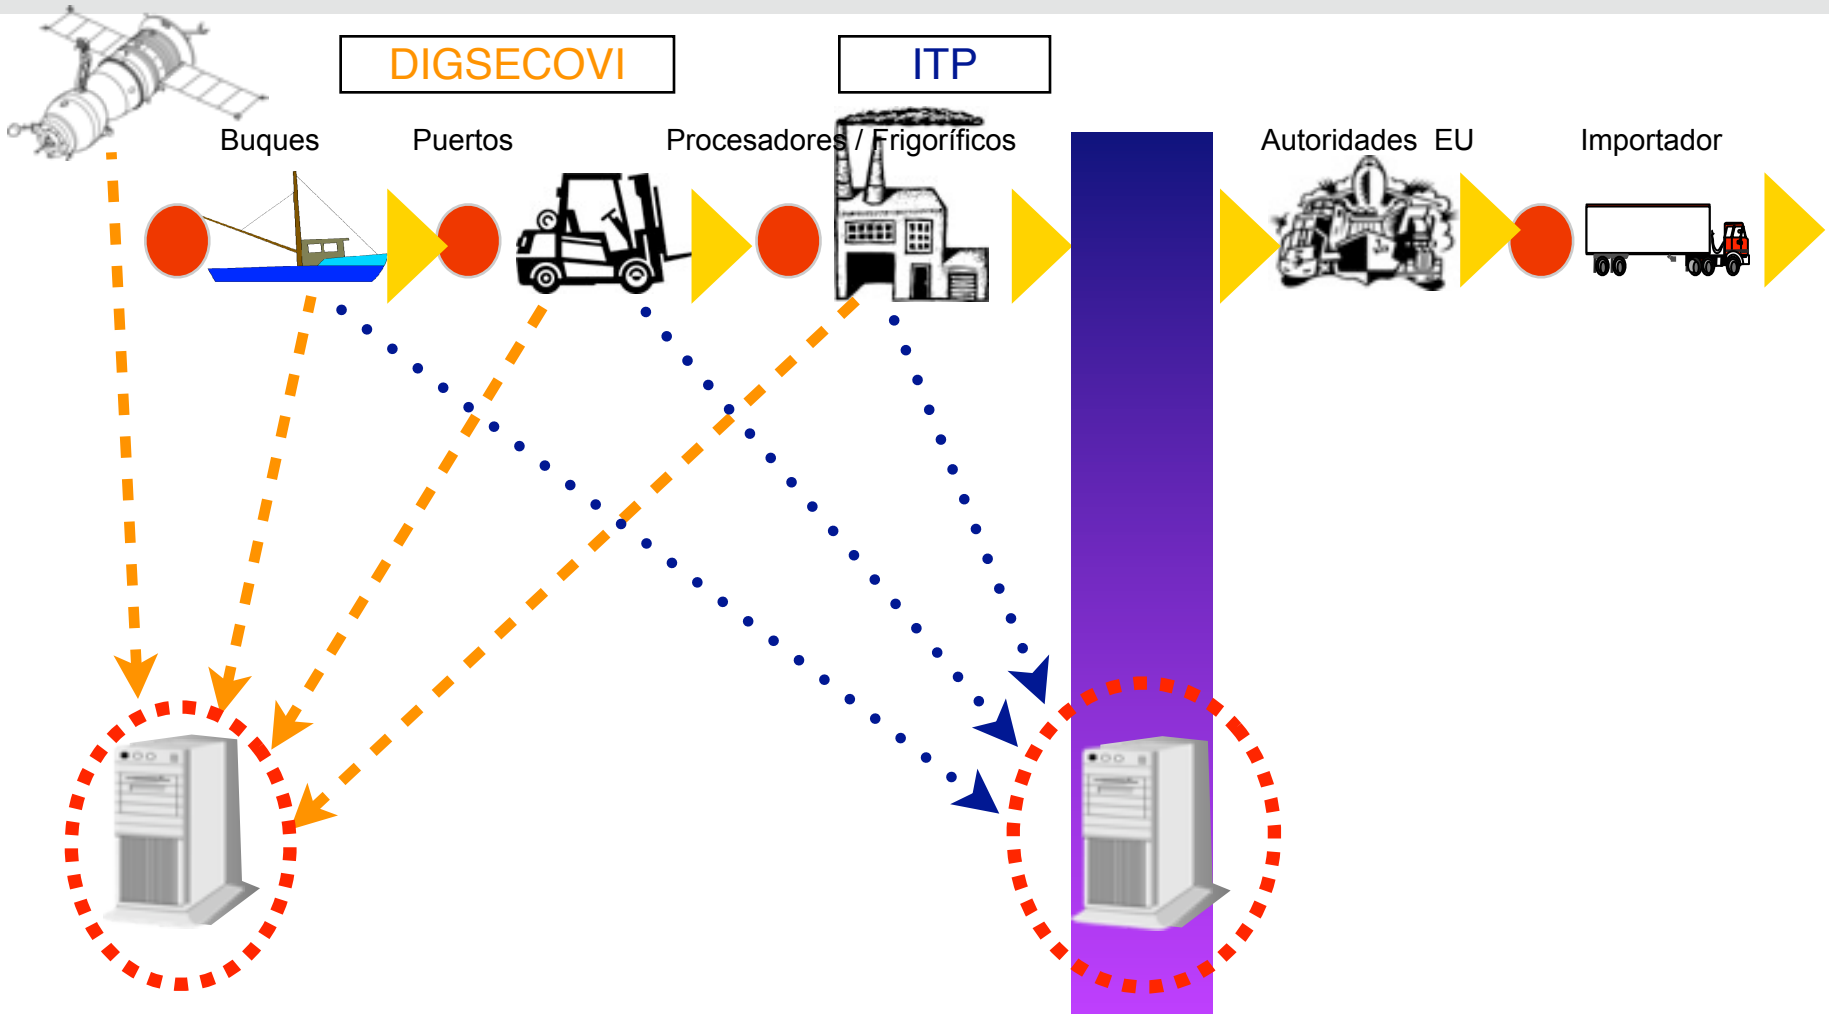 DIGSECOVI
ITP
Buques
Puertos
Procesadores / Frigoríficos
Autoridades EU
Importador